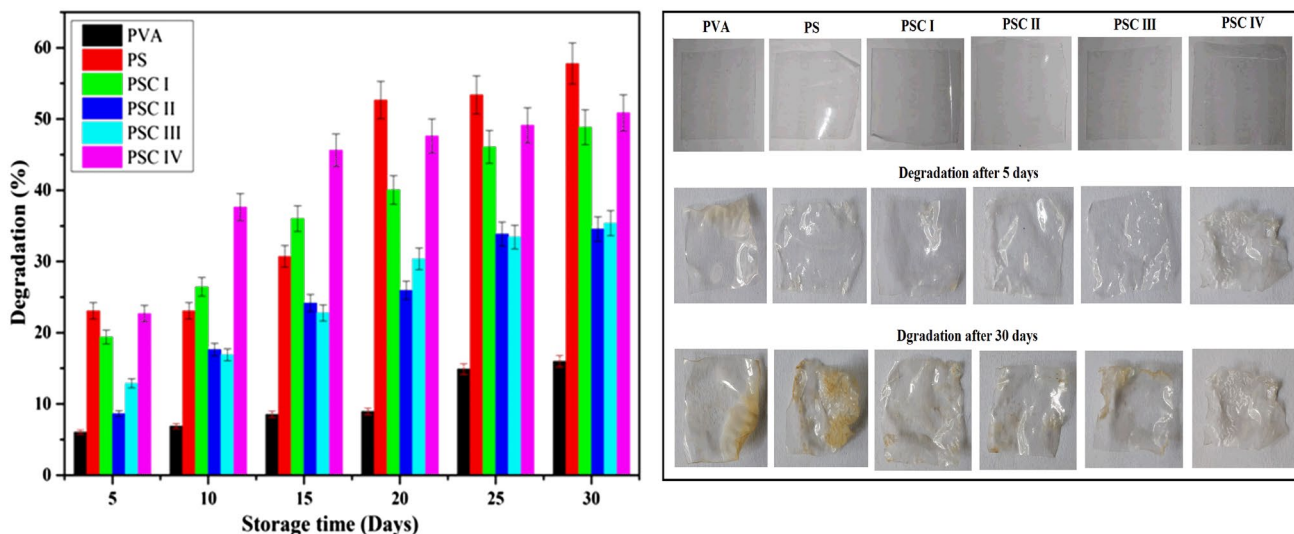 60
50
40
30
20
10
0
Degradation (%)
PVA
PS
PSC I
PSC II
PSC III
PSC IV
5 10 15 20 25 30
Storage time (Days)
PVA PS PSC I PSC II PSC III PSC IV
Degradation after 5 days
Dgradation after 30 days